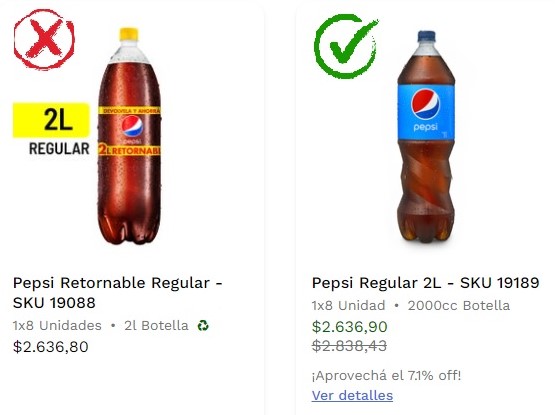 DEVOLVELA Y AHORRÁ
pepsi
2L RETORNABLE
2L
REGULAR
Pepsi Retornable Regular -
SKU 19088
1x8 Unidades • 2l Botella
$2.636,80
pepsi
Pepsi Regular 2L - SKU 19189
1x8 Unidad • 2000cc Botella
$2.636,90
$2.838,43
¡Aprovechá el 7.1% off!
Ver detalles